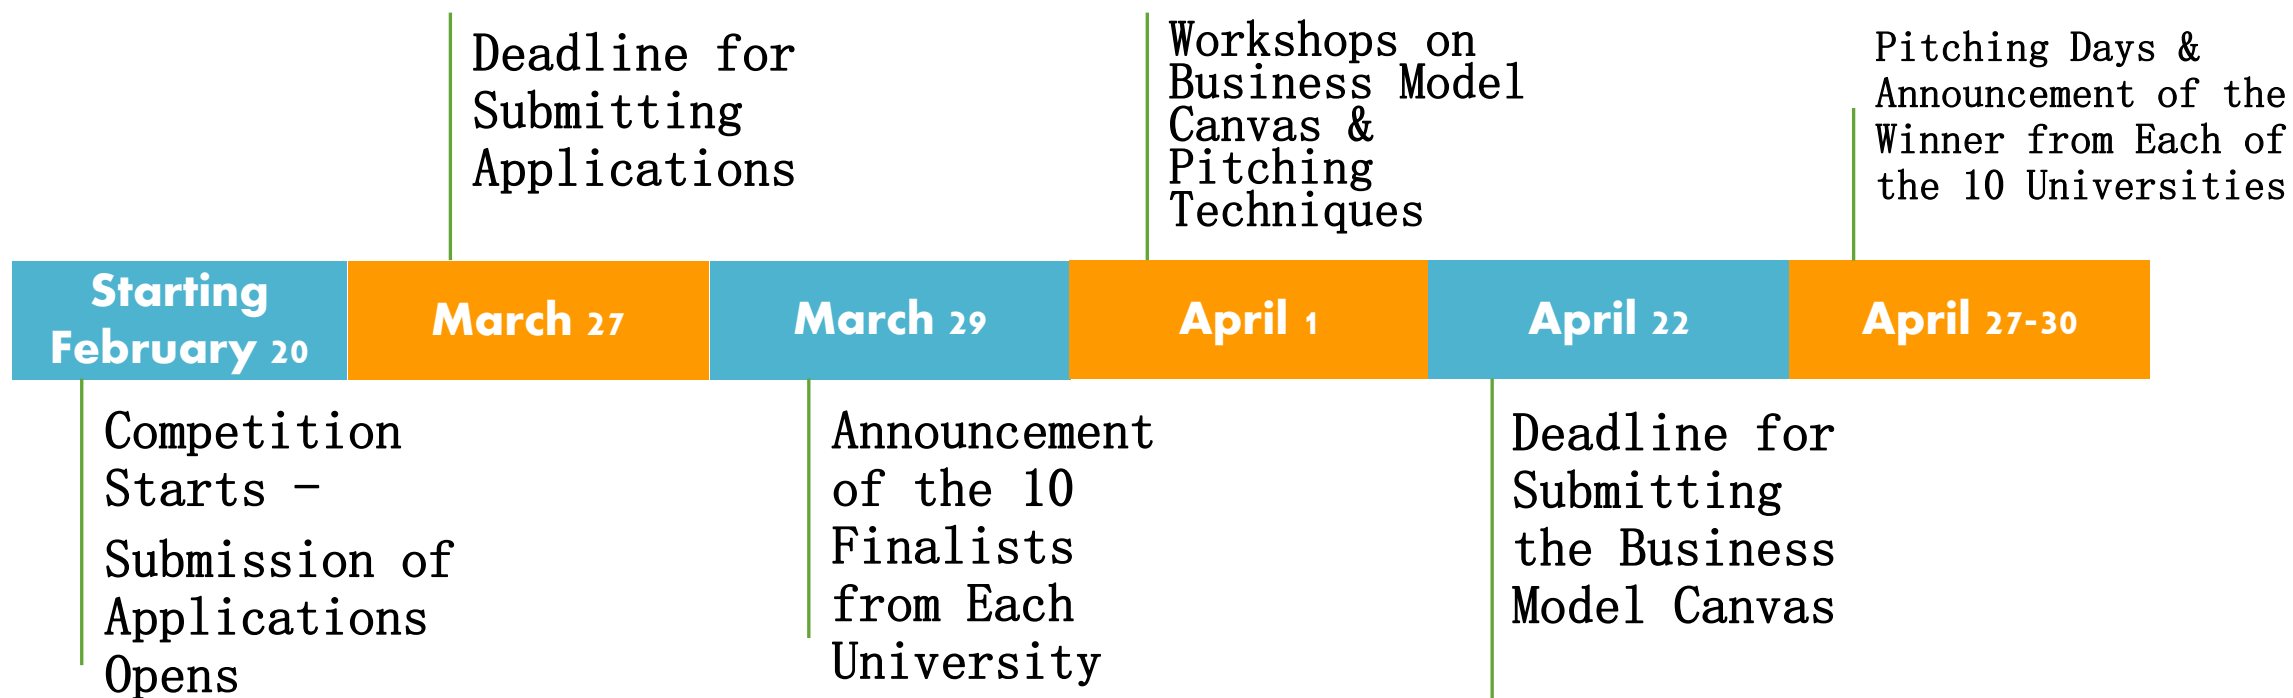 Deadline for
Submitting
Applications
Workshops on
Business Model
Canvas &
Pitching
Techniques
Pitching Days &
Announcement of the
Winner from Each of
the 10 Universities
Starting
February 20
March 27
March 29
April 1
April 22
April 27-30
Competition
Starts –
Submission of
Applications
Opens
Announcement
of the 10
Finalists
from Each
University
Deadline for
Submitting
the Business
Model Canvas